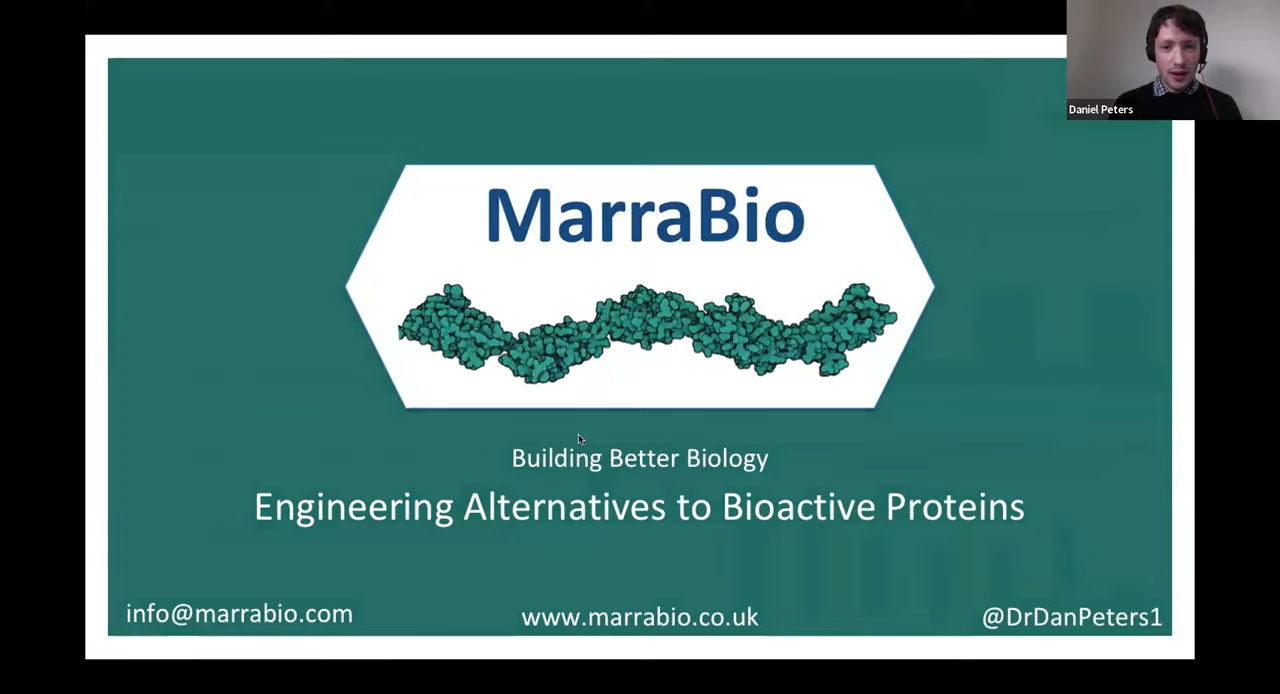 Daniel Peters
MarraBio
Building Better Biology
Engineering Alternatives to Bioactive Proteins
info@marrabio.com
www.marrabio.co.uk
@DrDanPeters1